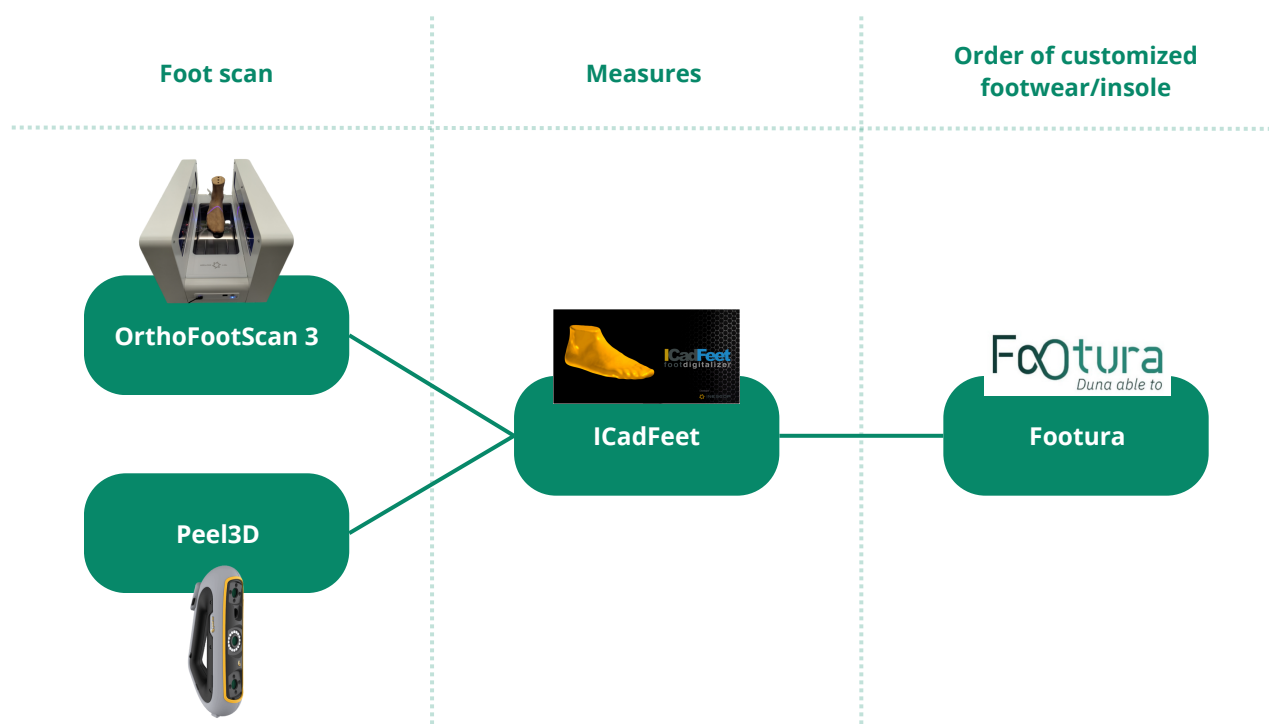 Foot scan
Measures
Order of customized
footwear/insole
OrthoFootScan 3
ICadFeet
footdigitalizer
ICadFeet
Footura
Duna able to
Footura
Peel3D